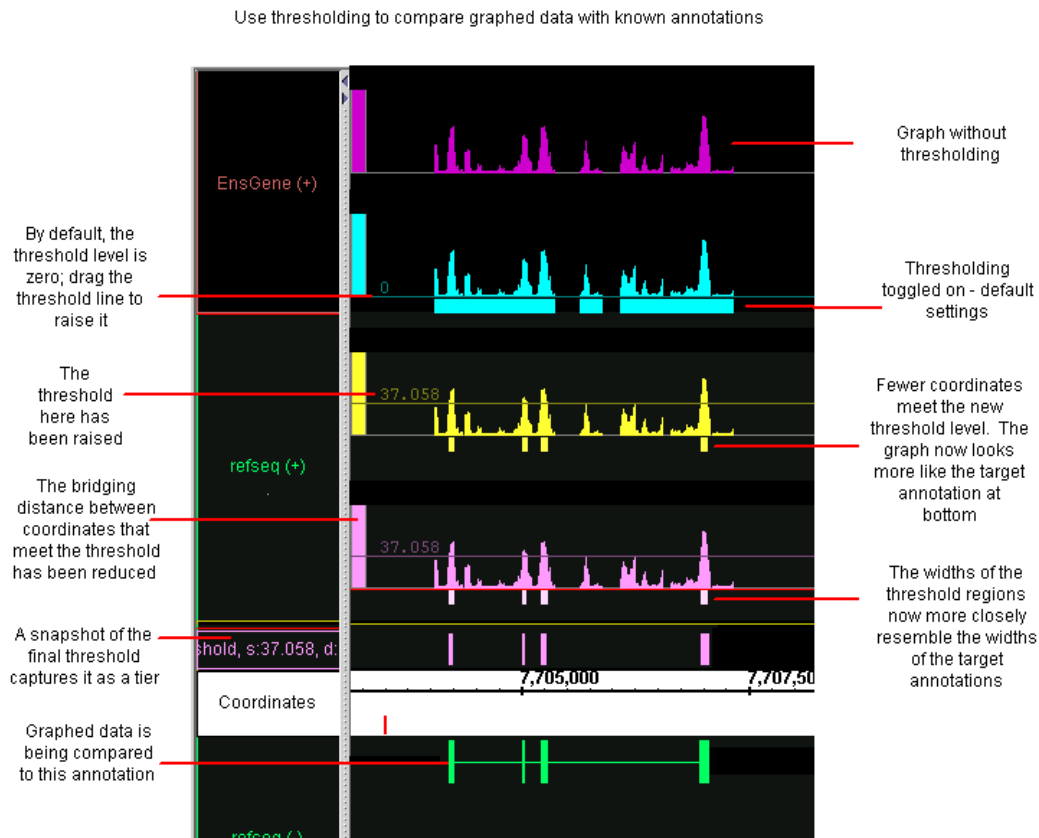 Use thresholding to compare graphed data with known annotations
EnsGene (+)
Graph without
thresholding
By default, the
threshold level is
zero; drag the
threshold line to
raise it
0
Thresholding
toggled on - default
settings
The
threshold
here has
been raised
37.058
Fewer coordinates
meet the new
threshold level. The
graph now looks
more like the target
annotation at
bottom
refseq (+)
The bridging
distance between
coordinates that
meet the threshold
has been reduced
37.058
The widths of the
threshold regions
now more closely
resemble the widths
of the target
annotations
A snapshot of the
final threshold
captures it as a tier
shold, s:37.058, d:
7,705,000
7,707,50
Coordinates
Graphed data is
being compared
to this annotation
refseq (-)